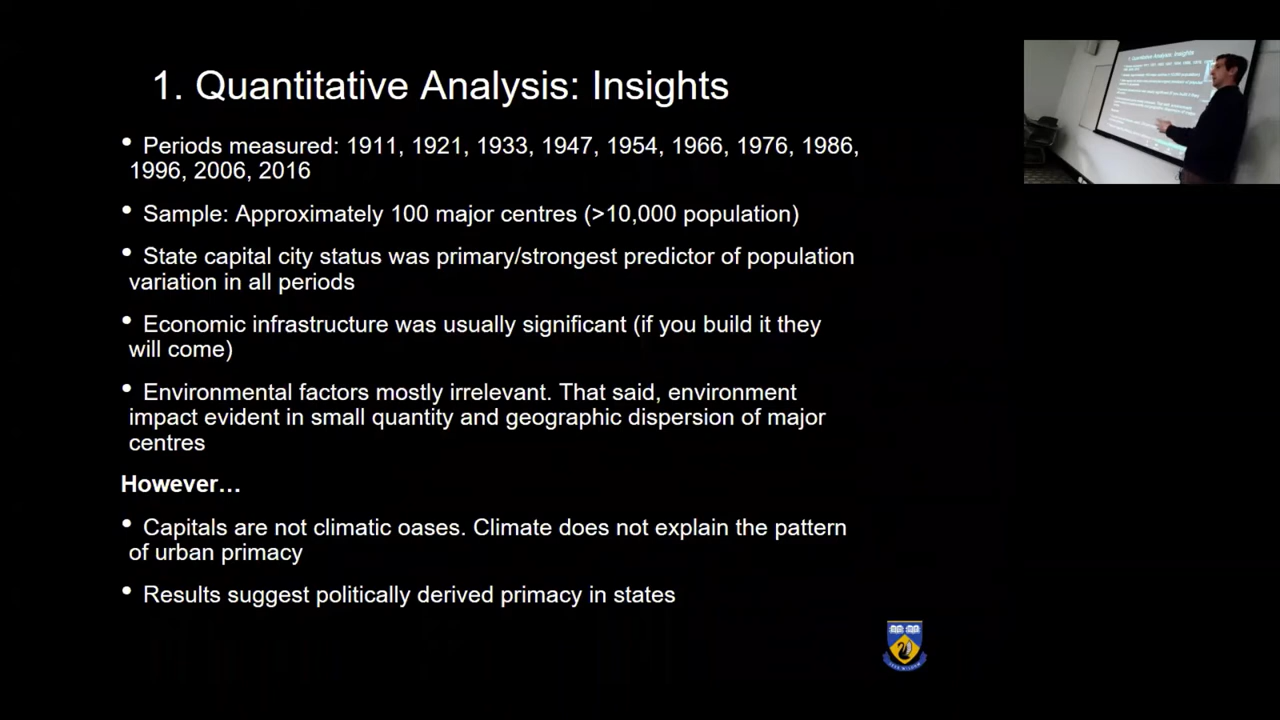 1. Quantitative Analysis: Insights
• Periods measured: 1911, 1921, 1933, 1947, 1954, 1966, 1976, 1986,
1996, 2006, 2016
• Sample: Approximately 100 major centres (>10,000 population)
• State capital city status was primary/strongest predictor of population
variation in all periods
• Economic infrastructure was usually significant (if you build it they
will come)
• Environmental factors mostly irrelevant. That said, environment
impact evident in small quantity and geographic dispersion of major
centres
However…
• Capitals are not climatic oases. Climate does not explain the pattern
of urban primacy
• Results suggest politically derived primacy in states